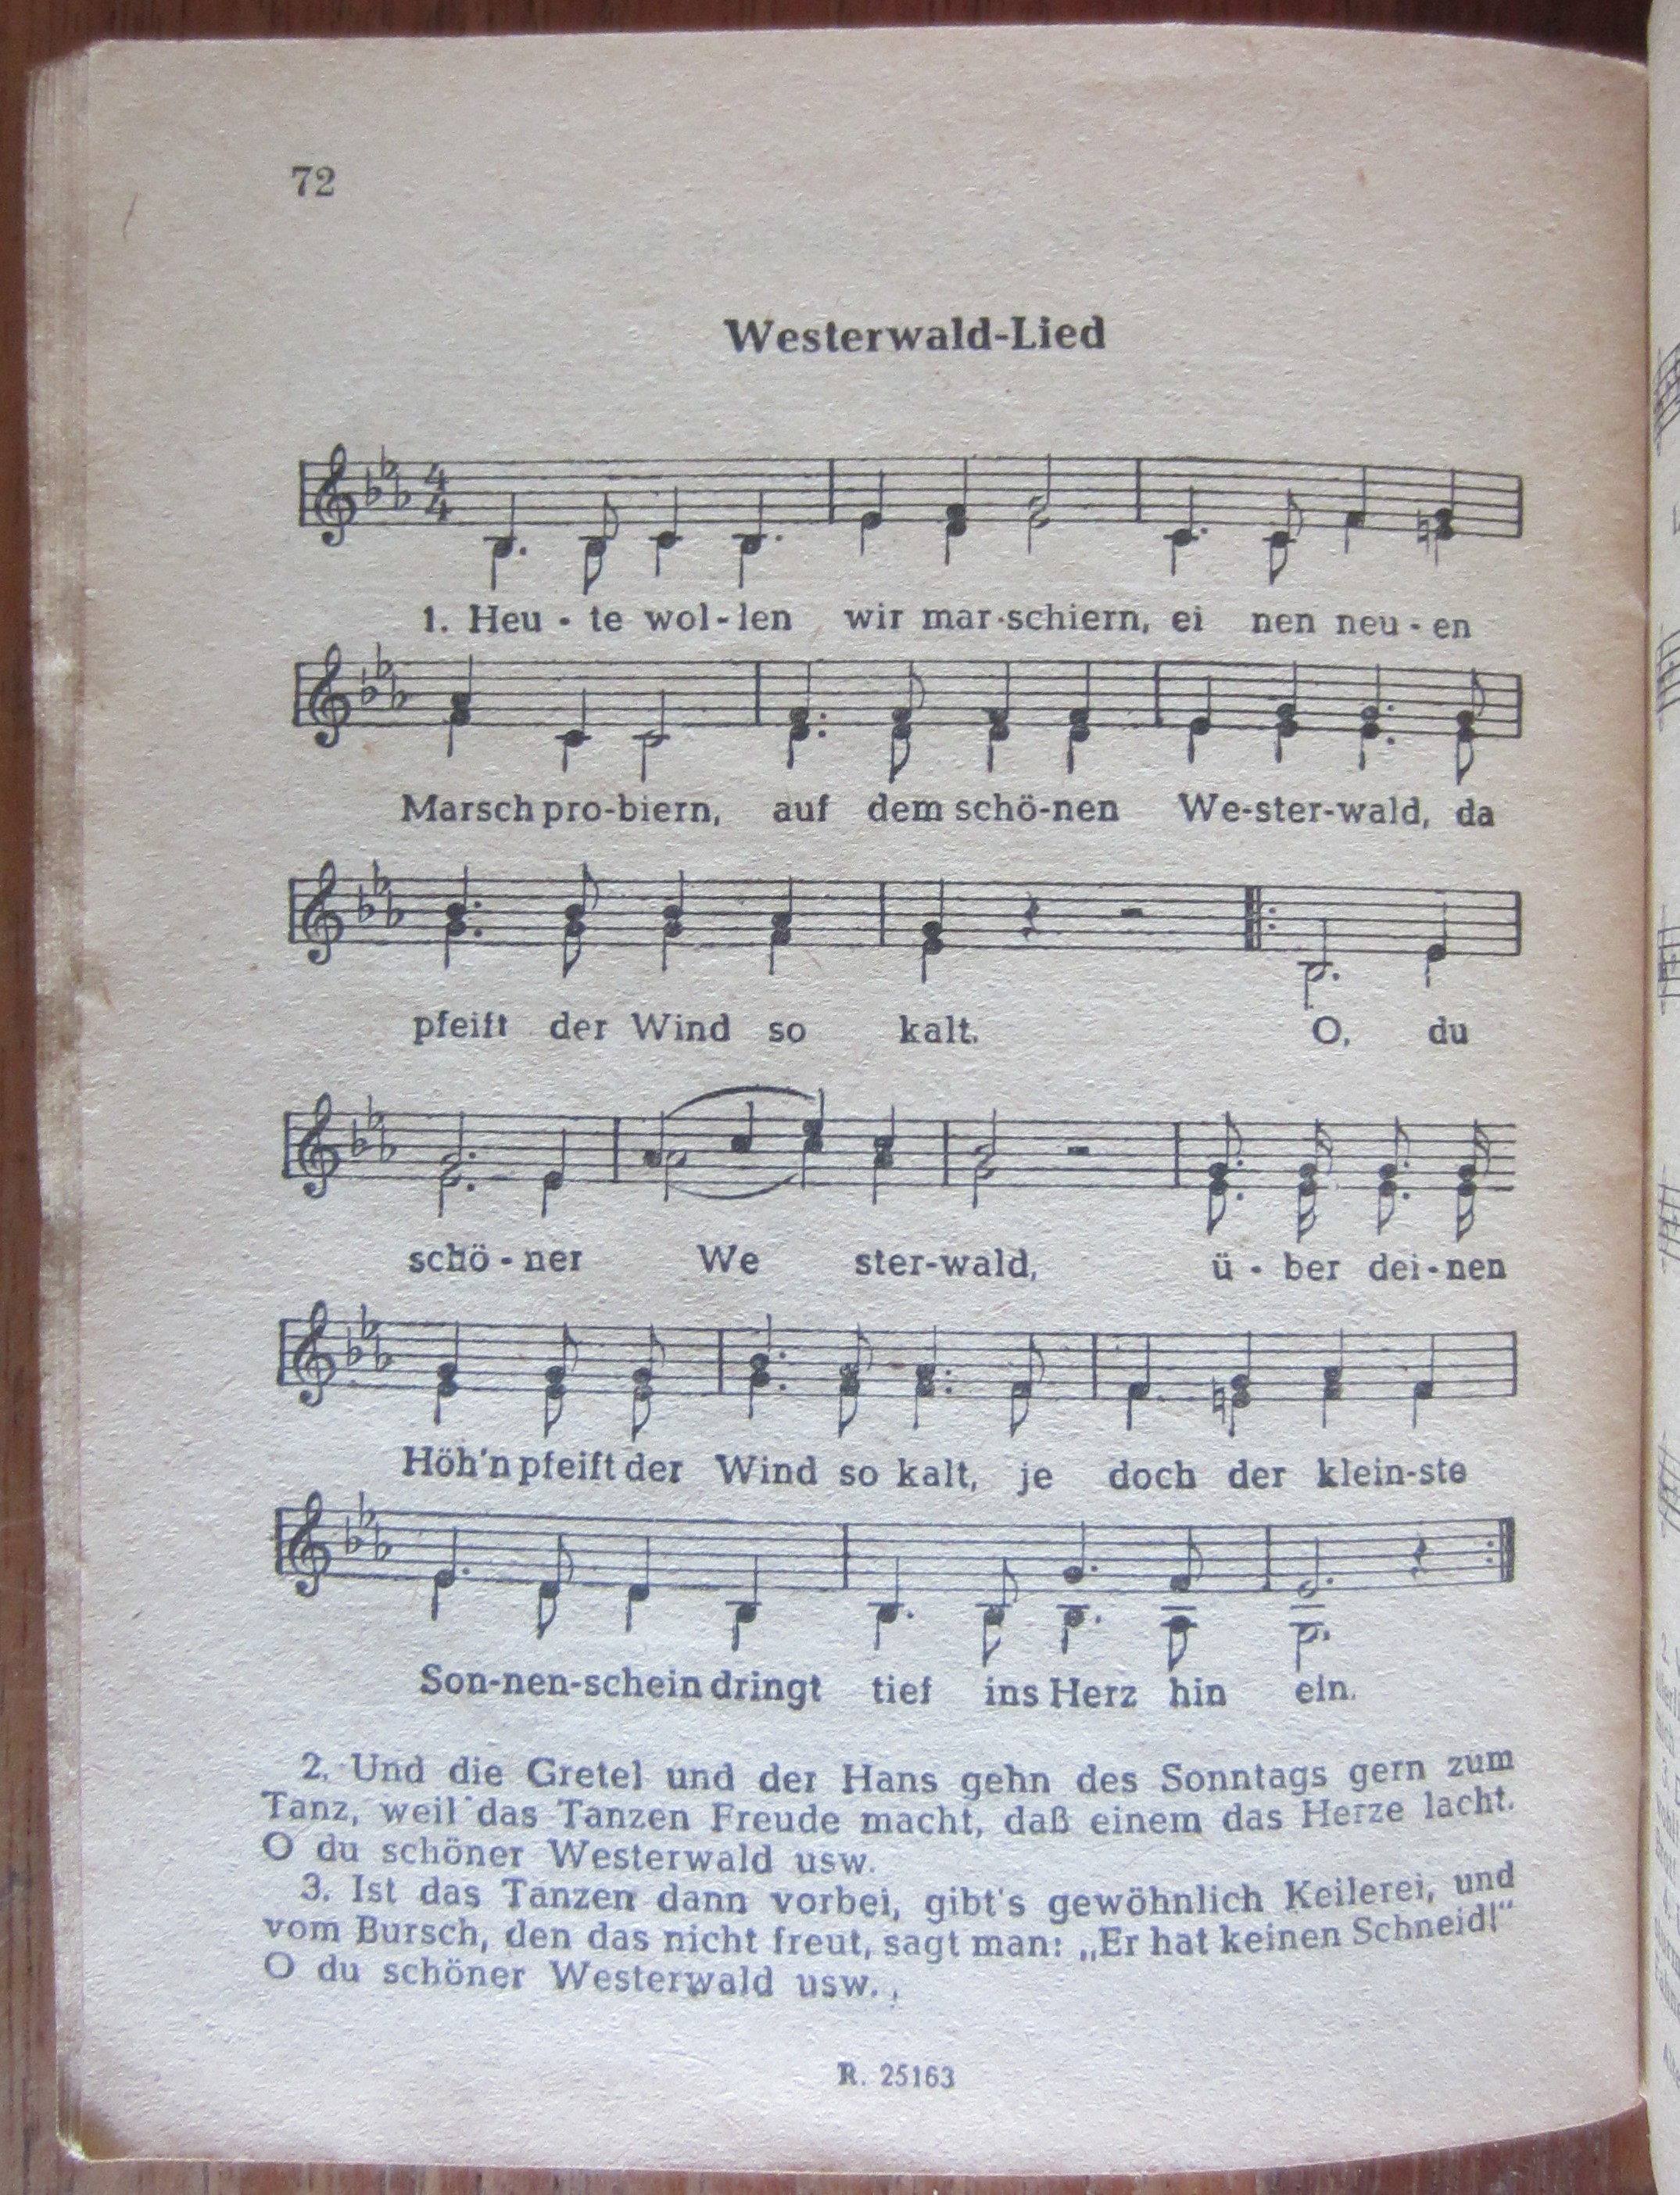 72
Westerwald-Lied
1. Heu - te wol - len wir mar-schiern, ei nen neu - en
Marsch pro-biern, auf dem schö-nen We-ster-wald, da
pfeift der Wind so kalt. O, du
schö - ner We ster-wald, ü - ber dei - nen
Höh'n pfeift der Wind so kalt, je doch der klein-ste
Son-nen-schein dringt tief ins Herz hin ein.
2. Und die Gretel und der Hans gehn des Sonntags gern zum
Tanz, weil das Tanzen Freude macht, daß einem das Herze lacht.
O du schöner Westerwald usw.
3. Ist das Tanzen dann vorbei, gibt's gewöhnlich Keilerei, und
vom Bursch, den das nicht freut, sagt man: „Er hat keinen Schneid!“
O du schöner Westerwald usw.
R. 25163